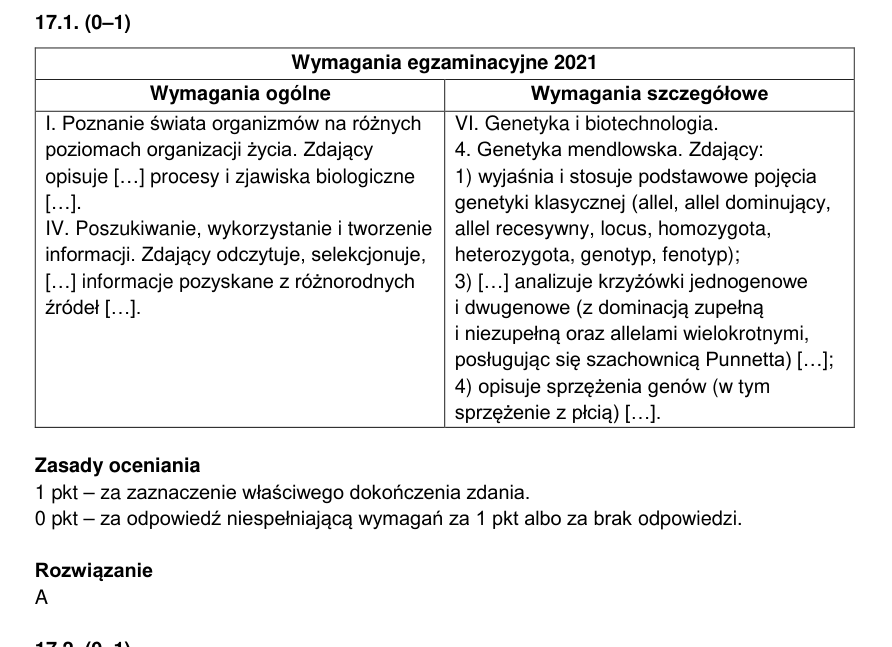 17.1. (0–1)
Wymagania egzaminacyjne 2021
Wymagania ogólne
Wymagania szczegółowe
I. Poznanie świata organizmów na różnych
poziomach organizacji życia. Zdający
opisuje […] procesy i zjawiska biologiczne
[…].
IV. Poszukiwanie, wykorzystanie i tworzenie
informacji. Zdający odczytuje, selekcjonuje,
[…] informacje pozyskane z różnorodnych
źródeł […].
VI. Genetyka i biotechnologia.
4. Genetyka mendlowska. Zdający:
1) wyjaśnia i stosuje podstawowe pojęcia
genetyki klasycznej (allel, allel dominujący,
allel recesywny, locus, homozygota,
heterozygota, genotyp, fenotyp);
3) […] analizuje krzyżówki jednogenowe
i dwugenowe (z dominacją zupełną
i niezupełną oraz allelami wielokrotnymi,
posługując się szachownicą Punnetta) […];
4) opisuje sprzężenia genów (w tym
sprzężenie z płcią) […].
Zasady oceniania
1 pkt – za zaznaczenie właściwego dokończenia zdania.
0 pkt – za odpowiedź niespełniającą wymagań za 1 pkt albo za brak odpowiedzi.
Rozwiązanie
A
17.2. (0–1)